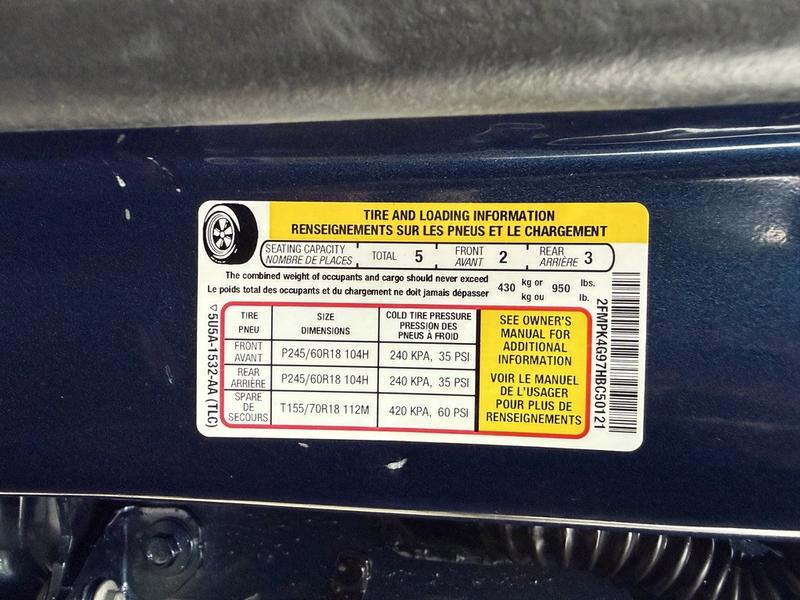 TIRE AND LOADING INFORMATION
RENSEIGNEMENTS SUR LES PNEUS ET LE CHARGEMENT
SEATING CAPACITY
NOMBRE DE PLACES
TOTAL 5
FRONT
AVANT 2
REAR
ARRIÈRE 3
The combined weight of occupants and cargo should never exceed
Le poids total des occupants et du chargement ne doit jamais dépasser
430 kg or
kg ou
950 lbs.
lb.
TIRE
PNEU
SIZE
DIMENSIONS
COLD TIRE PRESSURE
PRESSION DES
PNEUS À FROID
FRONT
AVANT
P245/60R18 104H
240 KPA, 35 PSI
REAR
ARRIÈRE
P245/60R18 104H
240 KPA, 35 PSI
SPARE
DE
SECOURS
T155/70R18 112M
420 KPA, 60 PSI
SEE OWNER'S
MANUAL FOR
ADDITIONAL
INFORMATION
VOIR LE MANUEL
DE L'USAGER
POUR PLUS DE
RENSEIGNEMENTS
5U5A-1532-AA (TLC)
2FMPK4G97HBC50121